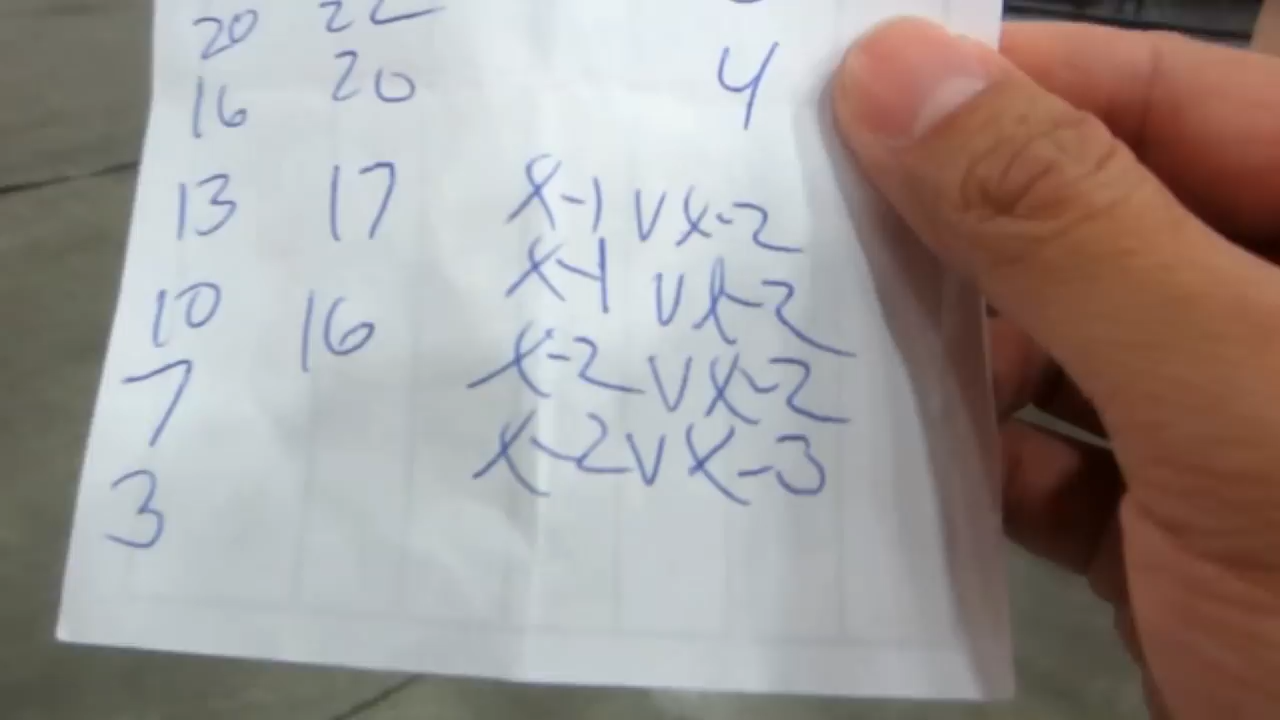 20 22
16 20 4
13 17 X-1 V X-2
X-1 V X-2
10 16
X-2 V X-2
7
X-2 V X-3
3